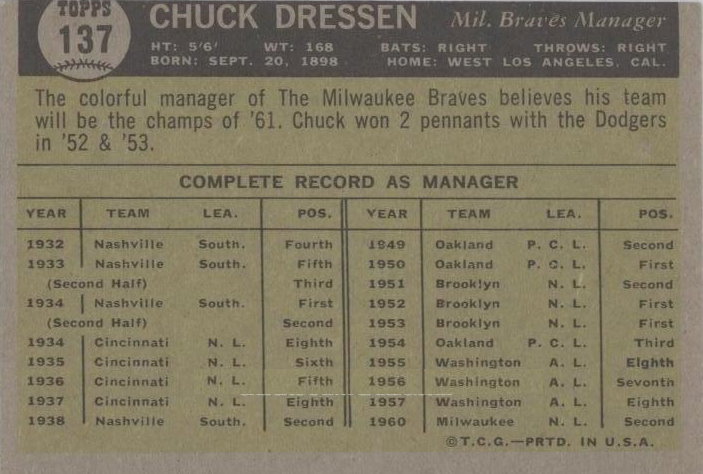 TOPPS
137
CHUCK DRESSEN Mil. Braves Manager
HT: 5'6' WT: 168 BATS: RIGHT THROWS: RIGHT
BORN: SEPT. 20, 1898 HOME: WEST LOS ANGELES, CAL.
The colorful manager of The Milwaukee Braves believes his team
will be the champs of '61. Chuck won 2 pennants with the Dodgers
in '52 & '53.
COMPLETE RECORD AS MANAGER
YEAR TEAM LEA. POS. YEAR TEAM LEA. POS.
1932 Nashville South. Fourth 1949 Oakland P. C. L. Second
1933 Nashville South. Fifth 1950 Oakland P. C. L. First
(Second Half) Third 1951 Brooklyn N. L. Second
1934 Nashville South. First 1952 Brooklyn N. L. First
(Second Half) Second 1953 Brooklyn N. L. First
1934 Cincinnati N. L. Eighth 1954 Oakland P. C. L. Third
1935 Cincinnati N. L. Sixth 1955 Washington A. L. Eighth
1936 Cincinnati N. L. Fifth 1956 Washington A. L. Sevonth
1937 Cincinnati N. L. Eighth 1957 Washington A. L. Eighth
1938 Nashville South. Second 1960 Milwaukee N. L. Second
©T.C.G.—PRTD. IN U.S.A.